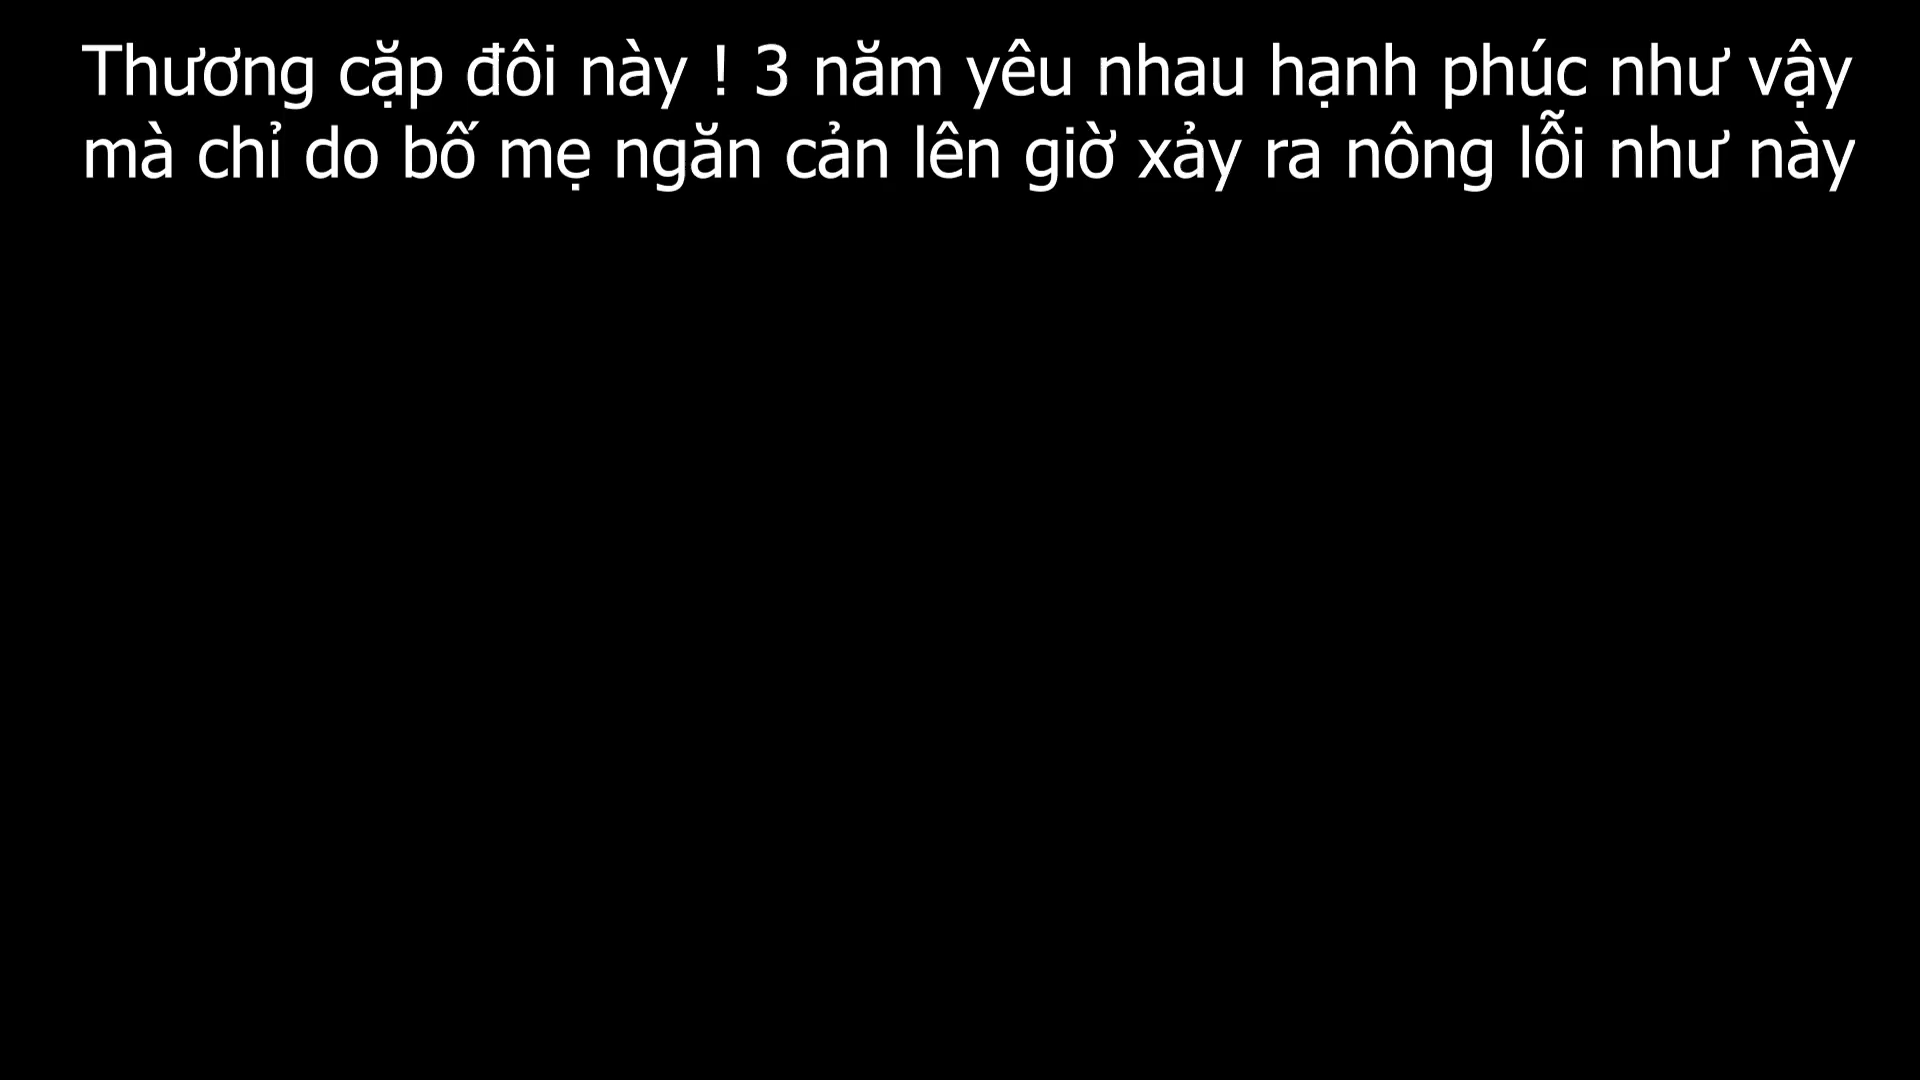 Thương cặp đôi này ! 3 năm yêu nhau hạnh phúc như vậy
mà chỉ do bố mẹ ngăn cản lên giờ xảy ra nông lỗi như này